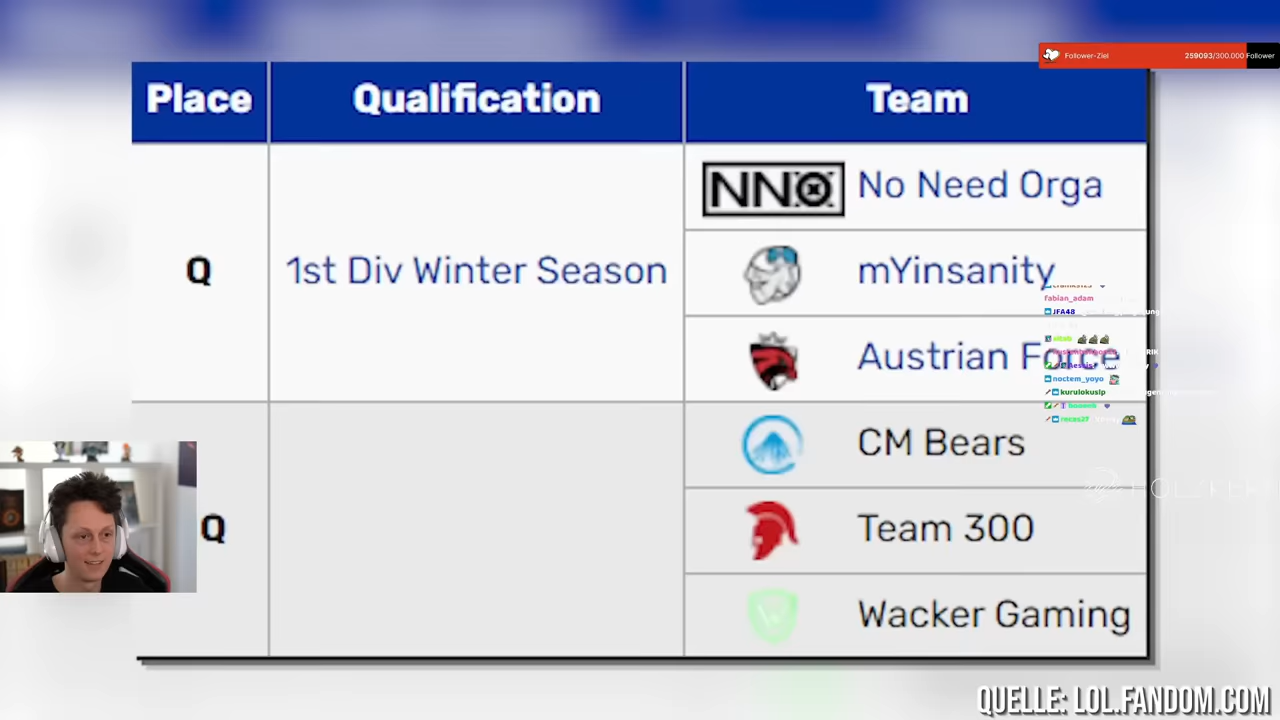 Follower-Ziel 259093/300.000 Follower
Place Qualification Team
NNO No Need Orga
Q 1st Div Winter Season mYinsanity
fabian_adam
JFA48
Austrian Force
noctem_yoyo
kurulokuslp
CM Bears
Q Team 300
Wacker Gaming
QUELLE: LOL.FANDOM.COM